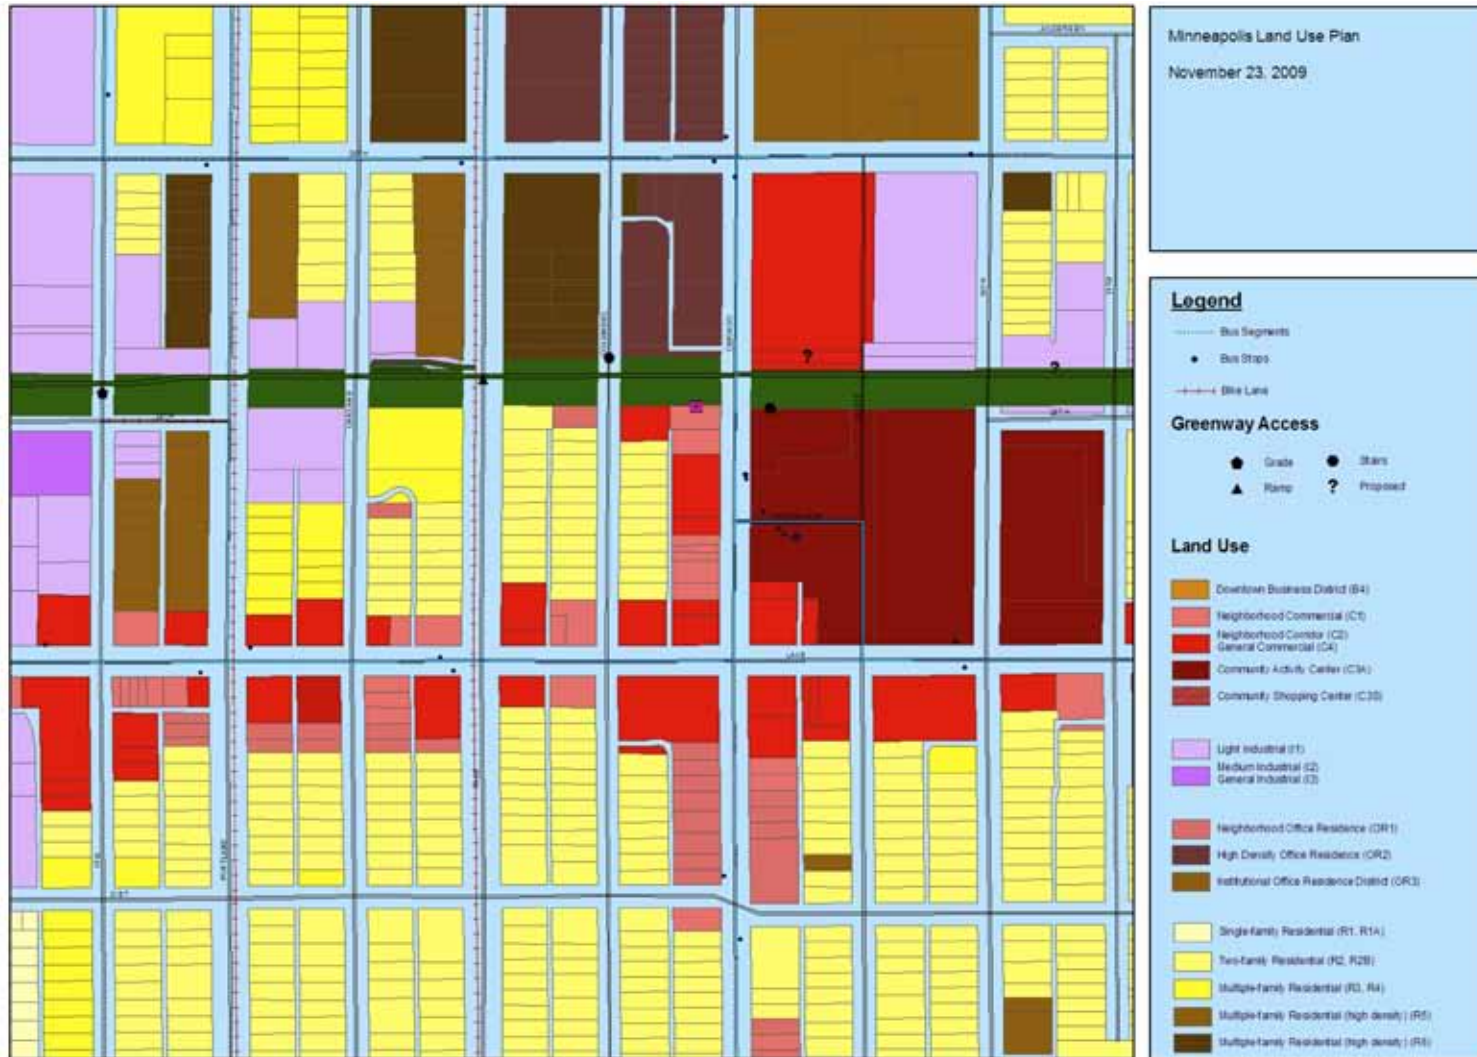 Minneapolis Land Use Plan
November 23, 2009
Legend
Bus Segments
Bus Stops
Bike Lane
Greenway Access
Grade
Stairs
Ramp
?
Proposed
Land Use
Downtown Business District (B4)
Neighborhood Commercial (C1)
Neighborhood Corridor (C2)
General Commercial (C4)
Community Activity Center (C3A)
Community Shopping Center (C3S)
Light Industrial (I1)
Medium Industrial (I2)
General Industrial (I3)
Neighborhood Office Residence (OR1)
High Density Office Residence (OR2)
Institutional Office Residence District (OR3)
Single-family Residential (R1, R1A)
Two-family Residential (R2, R2B)
Multiple-family Residential (R3, R4)
Multiple-family Residential (high density) (R5)
Multiple-family Residential (high density) (R6)
?
?
LAKE
31ST
PORTLAND